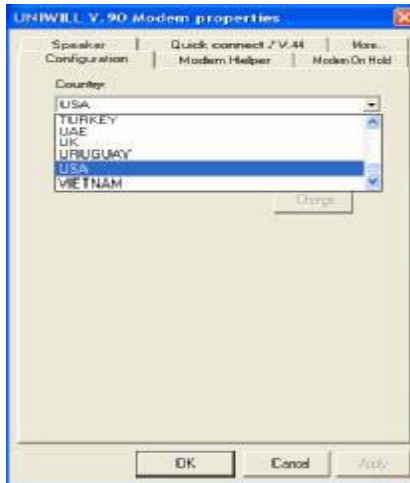 UNIWILL V.90 Modem properties
Speaker Quick connect / V.44 More..
Configuration Modem Helper Modem On Hold
Country
USA
TURKEY
UAE
UK
URUGUAY
USA
VIETNAM
Change
OK Cancel Apply